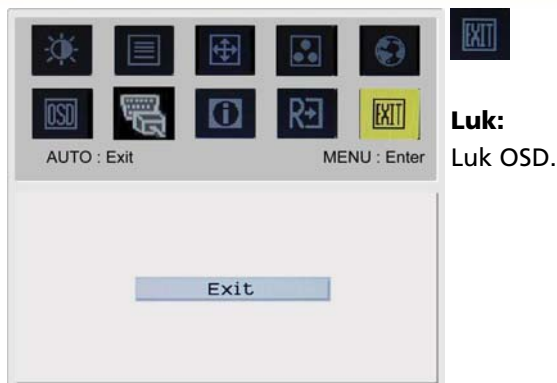 EXIT
OSD
i
R
EXIT
AUTO : Exit
MENU : Enter
Exit
Luk:
Luk OSD.